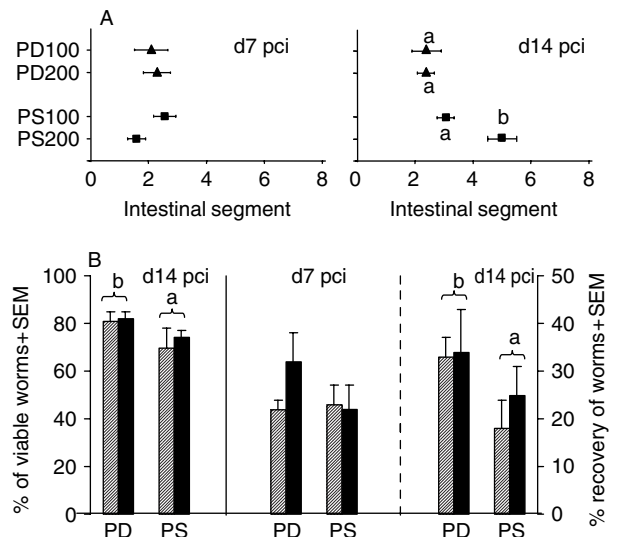 A
d7 pci
d14 pci
PD100
PD200
PS100
PS200
a
a
a
b
0 2 4 6 8
0 2 4 6 8
Intestinal segment
Intestinal segment
B
d14 pci
d7 pci
d14 pci
% of viable worms+SEM
100
80
60
40
20
0
b
a
b
a
50
40
30
20
10
0
% recovery of worms+SEM
PD PS PD PS PD PS